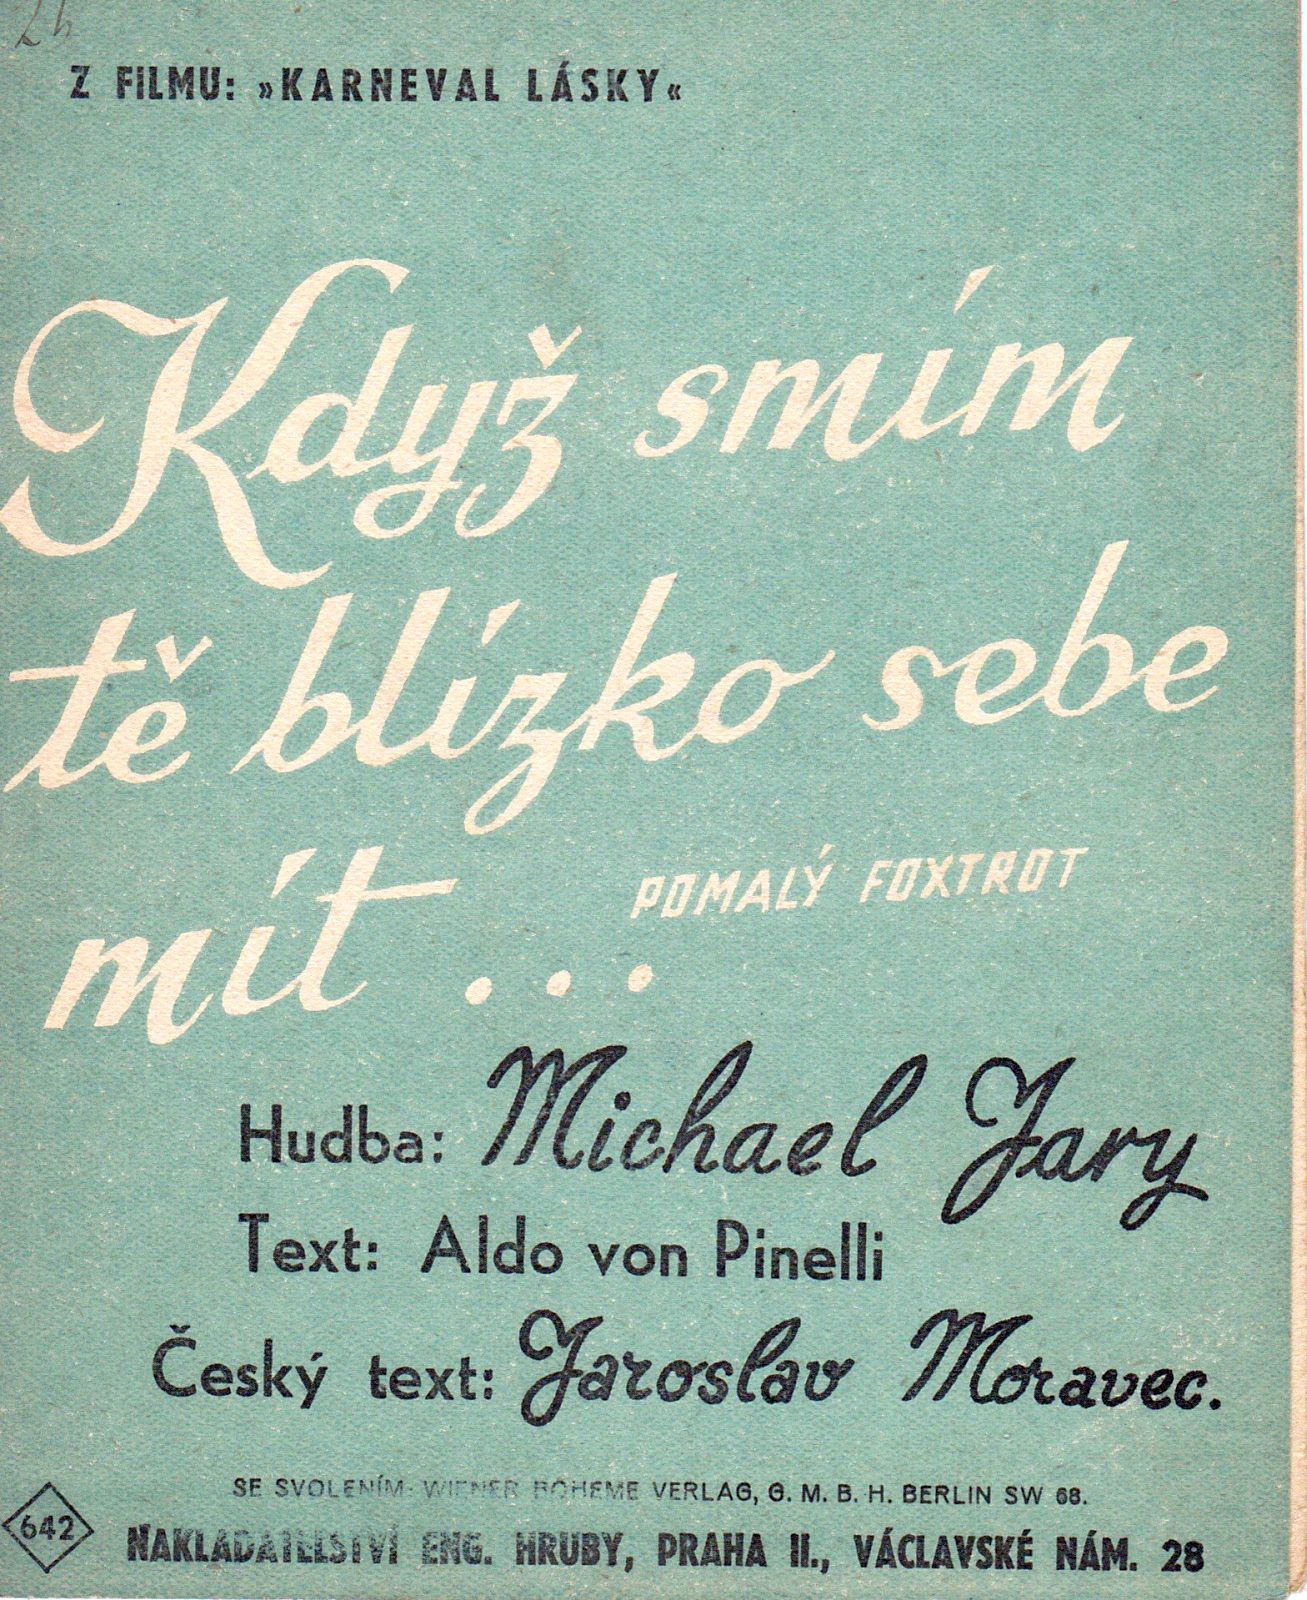 Z FILMU: »KARNEVAL LÁSKY«
Když smím
tě blízko sebe
mít ...
POMALÝ FOXTROT
Hudba: Michael Jary
Text: Aldo von Pinelli
Český text: Jaroslav Moravec.
SE SVOLENÍM WIENER BOHEME VERLAG, G. M. B. H. BERLIN SW 68.
642
NAKLADATELSTVÍ ENG. HRUBY, PRAHA II., VÁCLAVSKÉ NÁM. 28